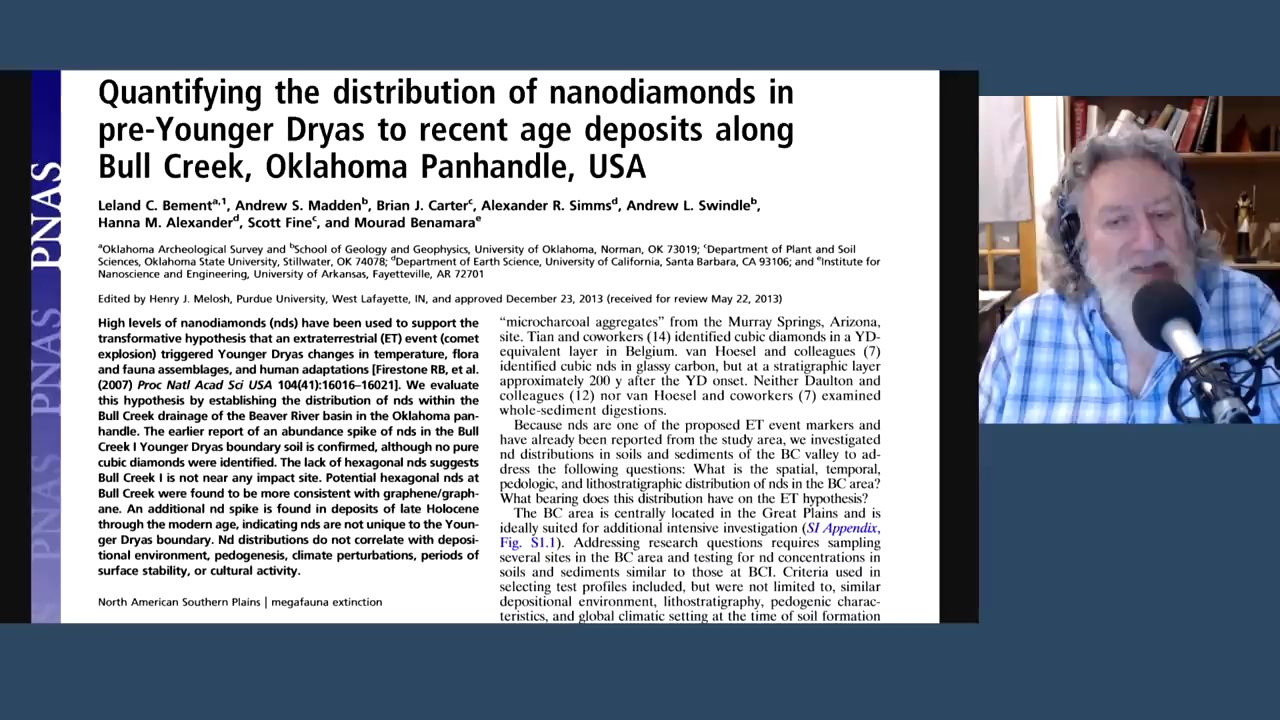 Quantifying the distribution of nanodiamonds in
pre-Younger Dryas to recent age deposits along
Bull Creek, Oklahoma Panhandle, USA
Leland C. Bementa,1, Andrew S. Maddenb, Brian J. Carterc, Alexander R. Simmsd, Andrew L. Swindleb,
Hanna M. Alexanderd, Scott Finec, and Mourad Benamarae
aOklahoma Archeological Survey and bSchool of Geology and Geophysics, University of Oklahoma, Norman, OK 73019; cDepartment of Plant and Soil
Sciences, Oklahoma State University, Stillwater, OK 74078; dDepartment of Earth Science, University of California, Santa Barbara, CA 93106; and eInstitute for
Nanoscience and Engineering, University of Arkansas, Fayetteville, AR 72701
Edited by Henry J. Melosh, Purdue University, West Lafayette, IN, and approved December 23, 2013 (received for review May 22, 2013)
High levels of nanodiamonds (nds) have been used to support the
transformative hypothesis that an extraterrestrial (ET) event (comet
explosion) triggered Younger Dryas changes in temperature, flora
and fauna assemblages, and human adaptations [Firestone RB, et al.
(2007) Proc Natl Acad Sci USA 104(41):16016–16021]. We evaluate
this hypothesis by establishing the distribution of nds within the
Bull Creek drainage of the Beaver River basin in the Oklahoma pan-
handle. The earlier report of an abundance spike of nds in the Bull
Creek I Younger Dryas boundary soil is confirmed, although no pure
cubic diamonds were identified. The lack of hexagonal nds suggests
Bull Creek I is not near any impact site. Potential hexagonal nds at
Bull Creek were found to be more consistent with graphene/graph-
ane. An additional nd spike is found in deposits of late Holocene
through the modern age, indicating nds are not unique to the Youn-
ger Dryas boundary. Nd distributions do not correlate with deposi-
tional environment, pedogenesis, climate perturbations, periods of
surface stability, or cultural activity.
North American Southern Plains | megafauna extinction
“microcharcoal aggregates” from the Murray Springs, Arizona,
site. Tian and coworkers (14) identified cubic diamonds in a YD-
equivalent layer in Belgium. van Hoesel and colleagues (7)
identified cubic nds in glassy carbon, but at a stratigraphic layer
approximately 200 y after the YD onset. Neither Daulton and
colleagues (12) nor van Hoesel and coworkers (7) examined
whole-sediment digestions.
Because nds are one of the proposed ET event markers and
have already been reported from the study area, we investigated
nd distributions in soils and sediments of the BC valley to ad-
dress the following questions: What is the spatial, temporal,
pedologic, and lithostratigraphic distribution of nds in the BC area?
What bearing does this distribution have on the ET hypothesis?
The BC area is centrally located in the Great Plains and is
ideally suited for additional intensive investigation (SI Appendix,
Fig. S1.1). Addressing research questions requires sampling
several sites in the BC area and testing for nd concentrations in
soils and sediments similar to those at BCI. Criteria used in
selecting test profiles included, but were not limited to, similar
depositional environment, lithostratigraphy, pedogenic charac-
teristics, and global climatic setting at the time of soil formation
PNAS
PNAS